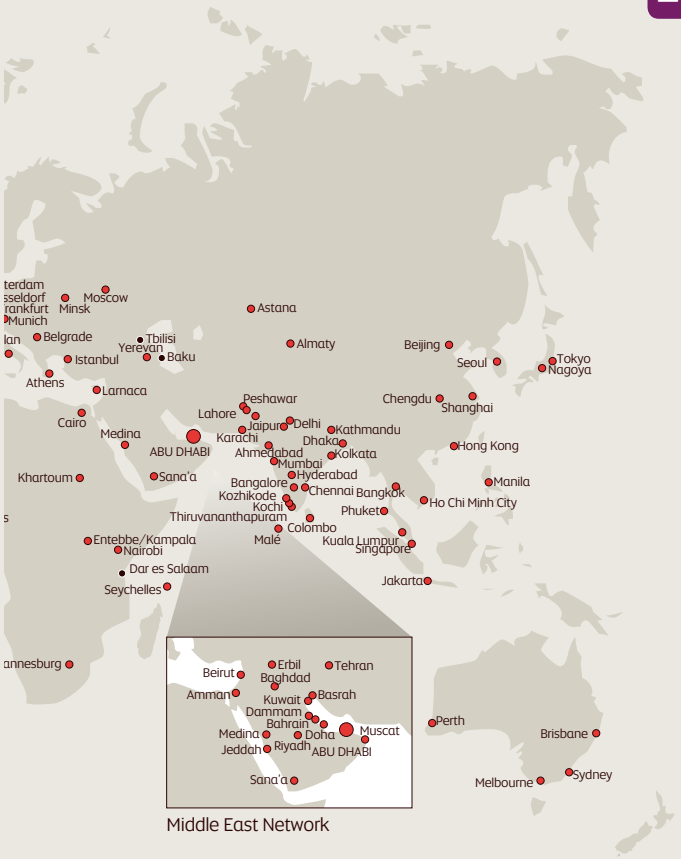 terdam
sseldorf
rankfurt
Munich
Minsk
Moscow
Astana
lan
Belgrade
Tbilisi
Yerevan
Baku
Istanbul
Almaty
Beijing
Seoul
Tokyo
Nagoya
Athens
Larnaca
Peshawar
Chengdu
Shanghai
Lahore
Cairo
Jaipur
Delhi
Kathmandu
Medina
Karachi
Dhaka
ABU DHABI
Ahmedabad
Kolkata
Hong Kong
Mumbai
Khartoum
Sana'a
Hyderabad
Manila
Bangalore
Chennai
Bangkok
Kozhikode
Ho Chi Minh City
Kochi
Phuket
s
Thiruvananthapuram
Colombo
Malé
Kuala Lumpur
Singapore
Entebbe/Kampala
Nairobi
Dar es Salaam
Jakarta
Seychelles
annesburg
Erbil
Tehran
Beirut
Baghdad
Amman
Basrah
Kuwait
Dammam
Bahrain
Perth
Medina
Doha
Muscat
Brisbane
Jeddah
Riyadh
ABU DHABI
Sana'a
Sydney
Melbourne
Middle East Network